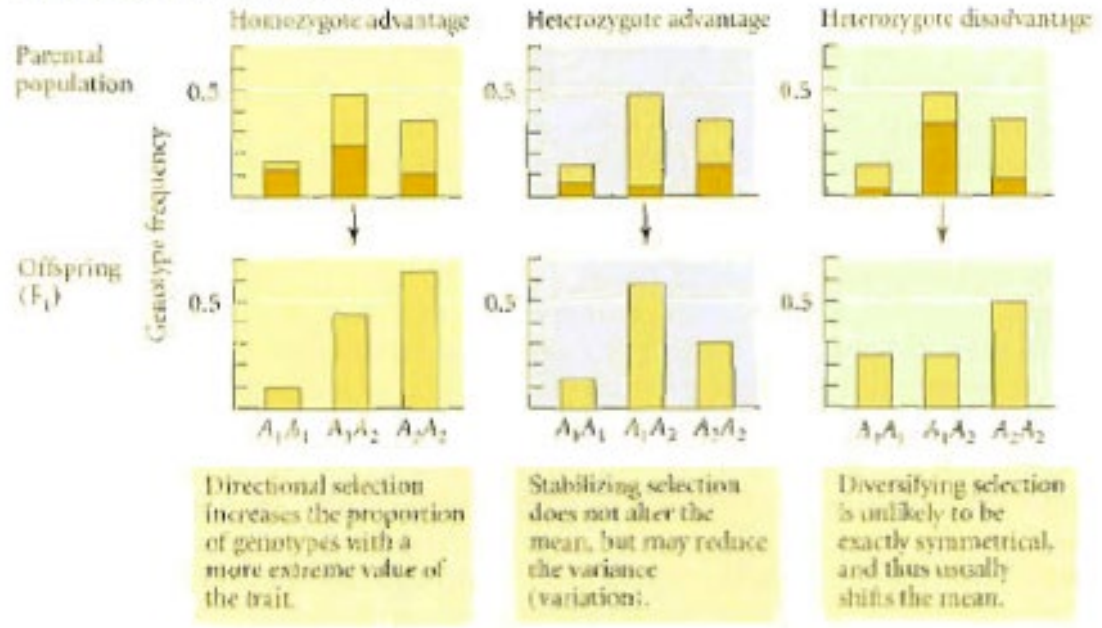 Homozygote advantage
Heterozygote advantage
Heterozygote disadvantage
Parental
population
Genotype frequency
0.5
0.5
0.5
Offspring
(F₁)
0.5
0.5
0.5
A₁A₁ A₁A₂ A₂A₂
A₁A₁ A₁A₂ A₂A₂
A₁A₁ A₁A₂ A₂A₂
Directional selection
increases the proportion
of genotypes with a
more extreme value of
the trait.
Stabilizing selection
does not alter the
mean, but may reduce
the variance
(variation).
Diversifying selection
is unlikely to be
exactly symmetrical,
and thus usually
shifts the mean.